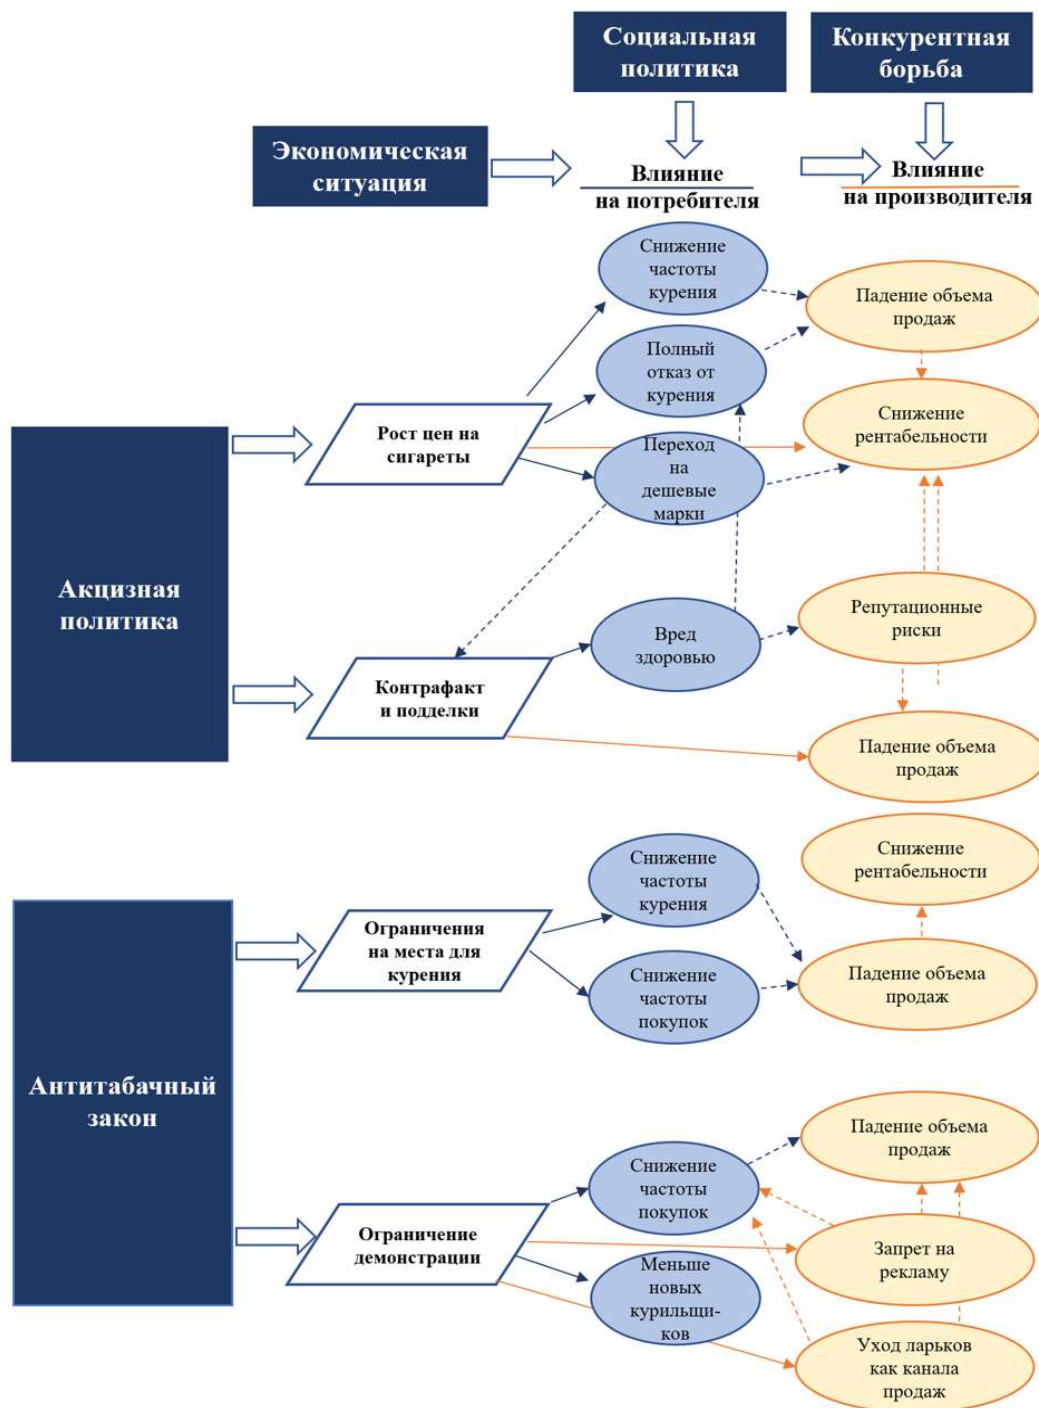 Социальная
политика
Конкурентная
борьба
Экономическая
ситуация
Влияние
на потребителя
Влияние
на производителя
Снижение
частоты
курения
Падение объема
продаж
Полный
отказ от
курения
Рост цен на
сигареты
Снижение
рентабельности
Переход
на
дешевые
марки
Акцизная
политика
Вред
здоровью
Репутационные
риски
Контрафакт
и подделки
Падение объема
продаж
Снижение
частоты
курения
Снижение
рентабельности
Ограничения
на места для
курения
Снижение
частоты
покупок
Падение объема
продаж
Антитабачный
закон
Снижение
частоты
покупок
Падение объема
продаж
Ограничение
демонстрации
Запрет на
рекламу
Меньше
новых
курильщи-
ков
Уход ларьков
как канала
продаж